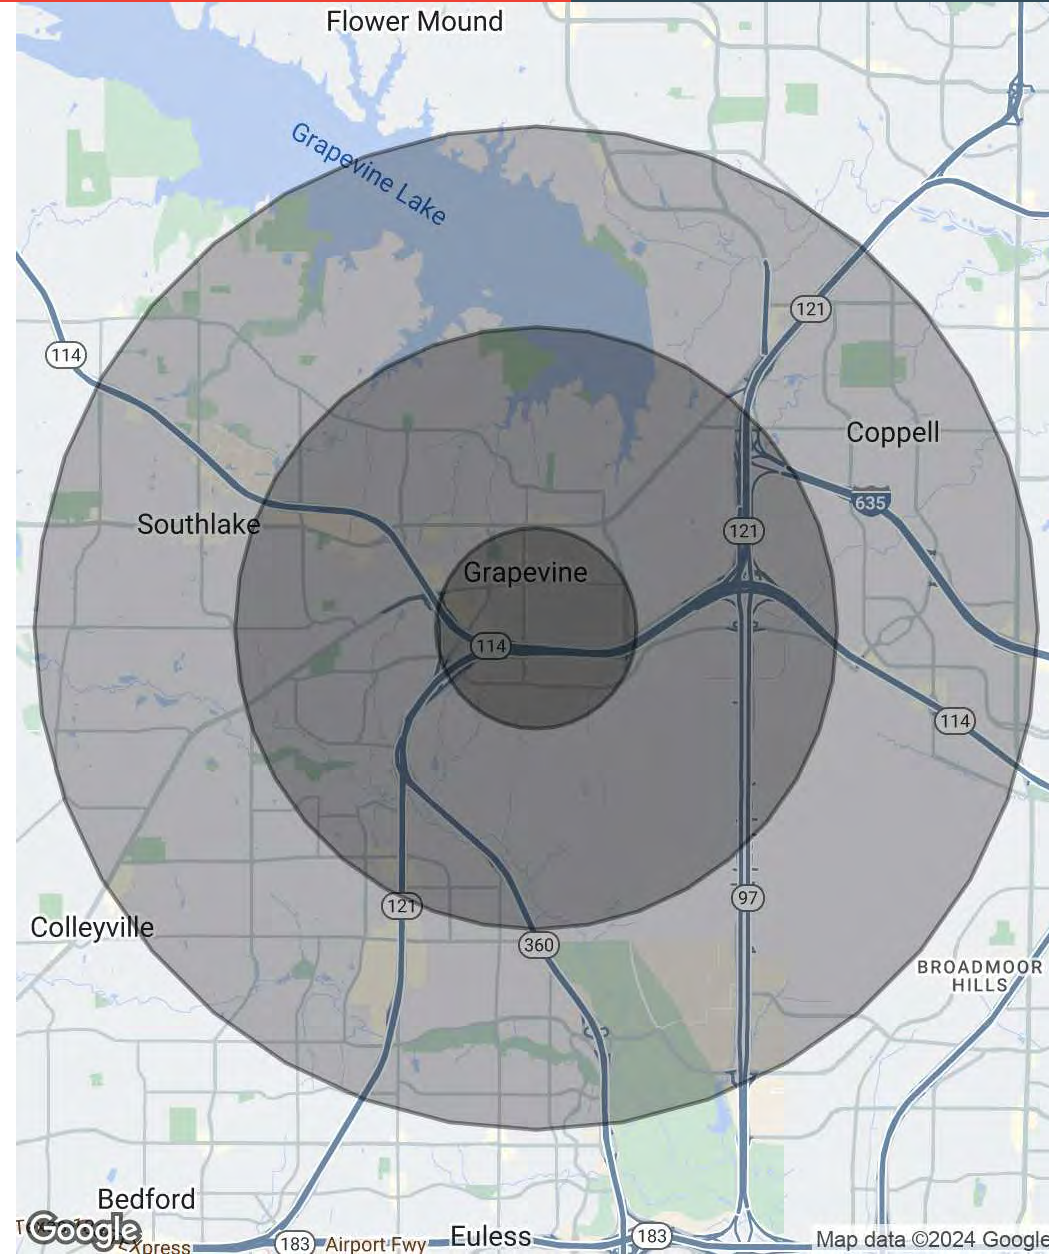 Flower Mound
Grapevine Lake
121
114
Coppell
635
Southlake
121
Grapevine
114
114
121
97
Colleyville
360
BROADMOOR
HILLS
Bedford
Google
Express
183
Airport Fwy
Euless
183
Map data ©2024 Google